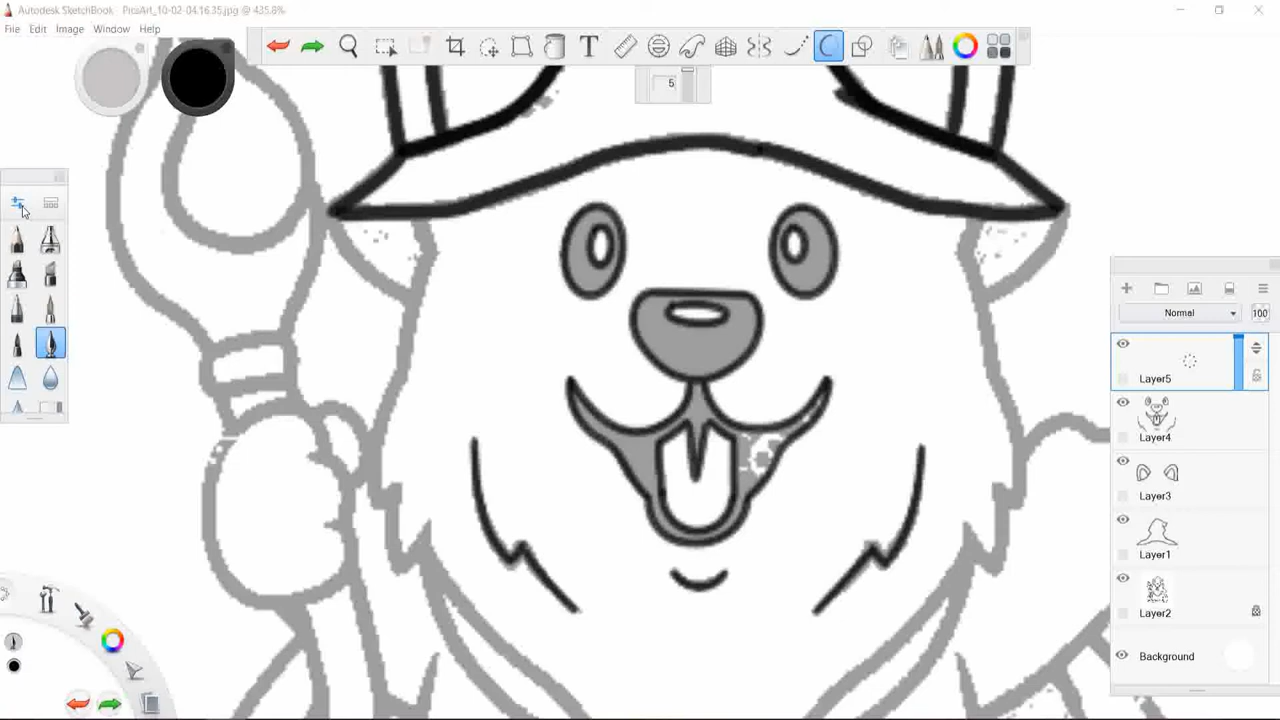 Autodesk SketchBook - PicsArt_10-02-04.16.35.jpg @ 435.8%
File Edit Image Window Help
T
5
Normal
100
Layer5
Layer4
Layer3
Layer1
Layer2
Background